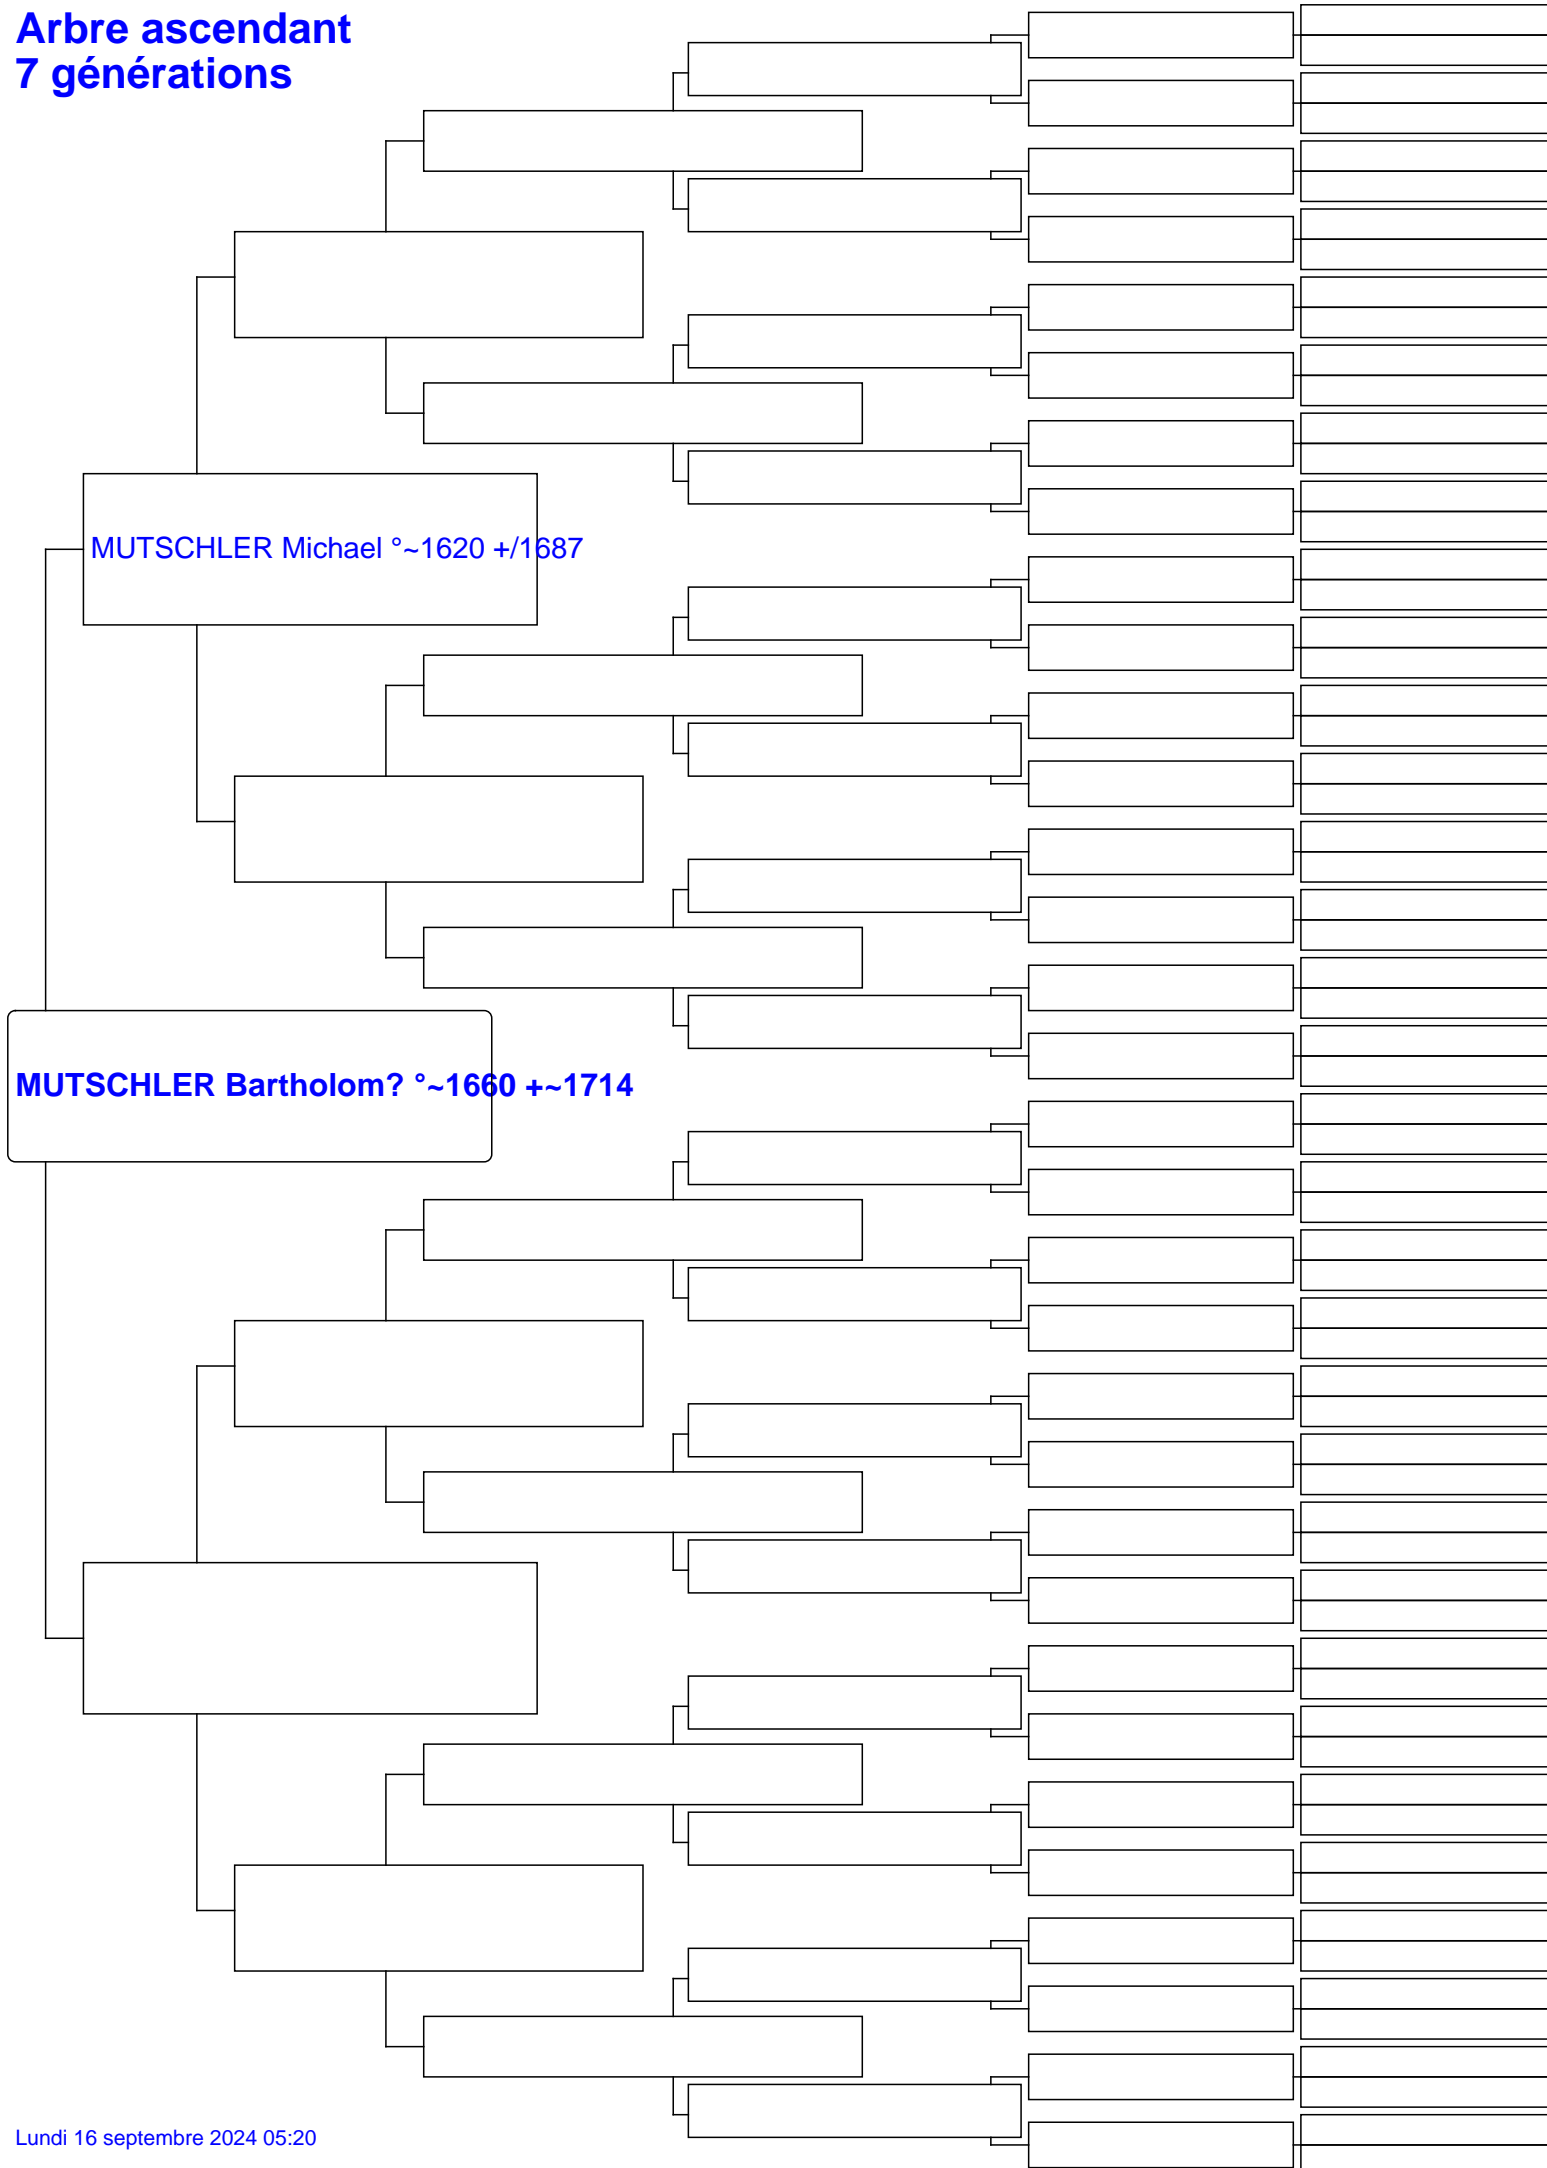 Arbre ascendant
7 générations
MUTSCHLER Michael °~1620 +/1687
MUTSCHLER Bartholom? °~1660 +~1714
Lundi 16 septembre 2024 05:20